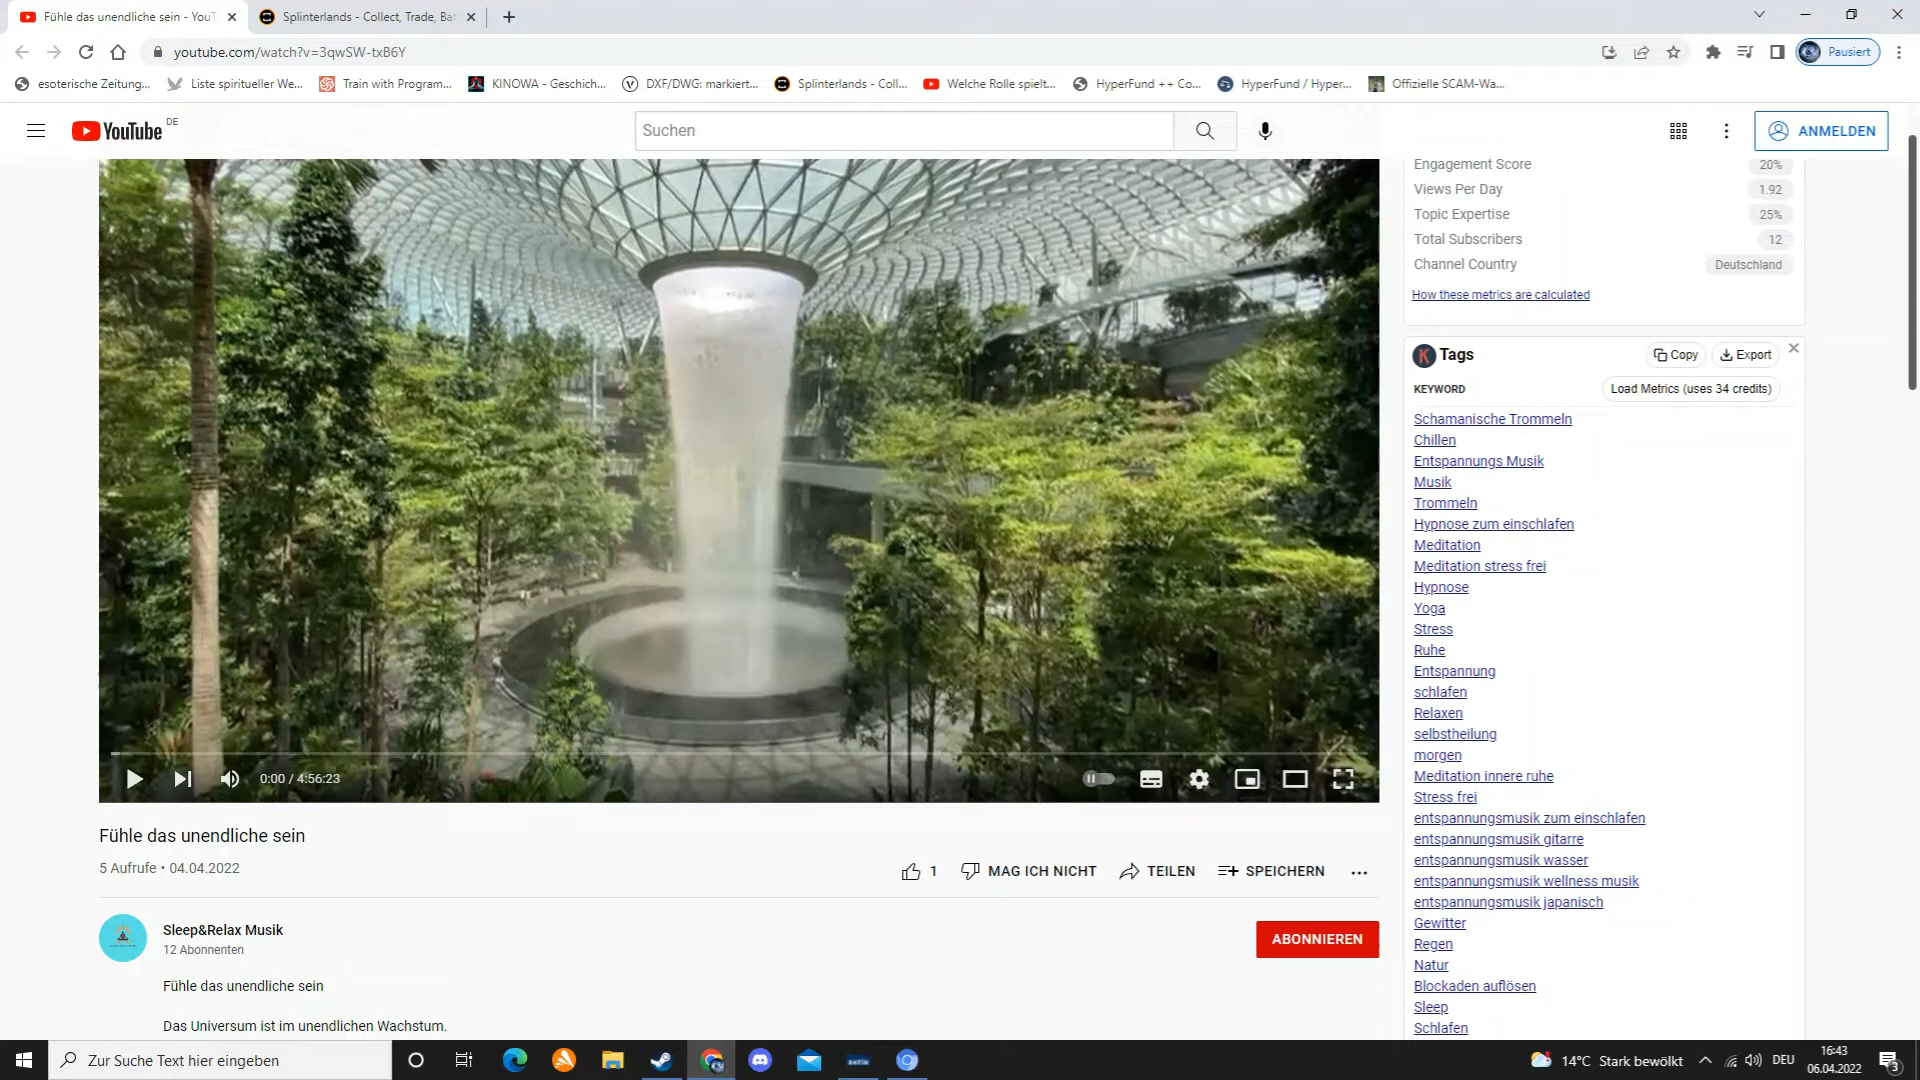 Fühle das unendliche sein - YouT
Splinterlands - Collect, Trade, Bat
youtube.com/watch?v=3qwSW-txB6Y
Pausiert
esoterische Zeitung...
Liste spiritueller We...
Train with Program...
KINOWA - Geschich...
DXF/DWG: markiert...
Splinterlands - Coll...
Welche Rolle spielt...
HyperFund ++ Co...
HyperFund / Hyper...
Offizielle SCAM-Wa...
YouTube DE
Suchen
ANMELDEN
Engagement Score 20%
Views Per Day 1.92
Topic Expertise 25%
Total Subscribers 12
Channel Country Deutschland
How these metrics are calculated
K Tags Copy Export
KEYWORD Load Metrics (uses 34 credits)
Schamanische Trommeln
Chillen
Entspannungs Musik
Musik
Trommeln
Hypnose zum einschlafen
Meditation
Meditation stress frei
Hypnose
Yoga
Stress
Ruhe
Entspannung
schlafen
Relaxen
selbstheilung
morgen
Meditation innere ruhe
Stress frei
entspannungsmusik zum einschlafen
entspannungsmusik gitarre
entspannungsmusik wasser
entspannungsmusik wellness musik
entspannungsmusik japanisch
Gewitter
Regen
Natur
Blockaden auflösen
Sleep
Schlafen
0:00 / 4:56:23
Fühle das unendliche sein
5 Aufrufe • 04.04.2022
1 MAG ICH NICHT TEILEN SPEICHERN
Sleep&Relax Musik
12 Abonnenten
ABONNIEREN
Fühle das unendliche sein
Das Universum ist im unendlichen Wachstum.
Zur Suche Text hier eingeben
14°C Stark bewölkt
DEU
16:43
06.04.2022
3